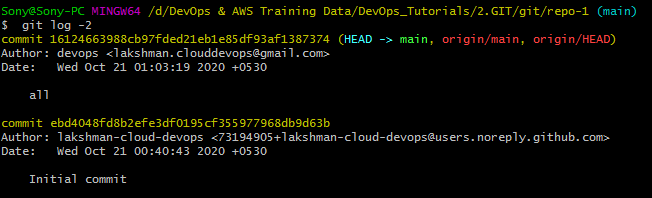 Sony@Sony-PC MINGW64 /d/DevOps & AWS Training Data/DevOps_Tutorials/2.GIT/git/repo-1 (main)
$ git log -2
commit 16124663988cb97fded21eb1e85df93af1387374 (HEAD -> main, origin/main, origin/HEAD)
Author: devops <lakshman.clouddevops@gmail.com>
Date:   Wed Oct 21 01:03:19 2020 +0530
all
commit ebd4048fd8b2efe3df0195cf355977968db9d63b
Author: lakshman-cloud-devops <73194905+lakshman-cloud-devops@users.noreply.github.com>
Date:   Wed Oct 21 00:40:43 2020 +0530
Initial commit